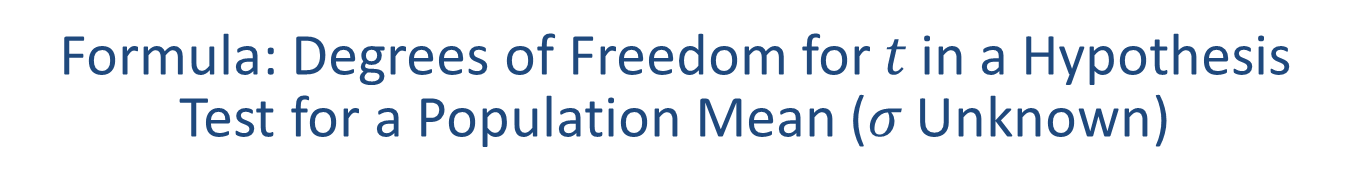 Formula: Degrees of Freedom for t in a Hypothesis
Test for a Population Mean (σ Unknown)